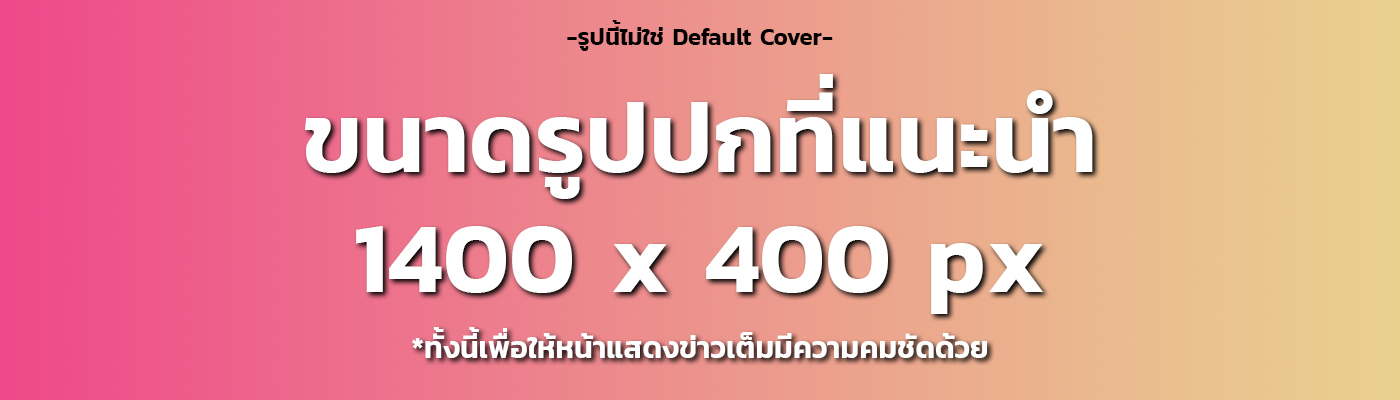 -รูปนี้ไม่ใช่ Default Cover-
ขนาดรูปปกที่แนะนำ
1400 x 400 px
*ทั้งนี้เพื่อให้หน้าแสดงข่าวเต็มมีความคมชัดด้วย